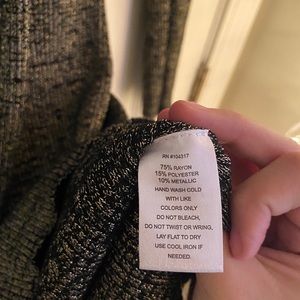 RN #104317
75% RAYON
15% POLYESTER
10% METALLIC
HAND WASH COLD
WITH LIKE
COLORS ONLY
DO NOT BLEACH,
DO NOT TWIST OR WRING,
LAY FLAT TO DRY
USE COOL IRON IF
NEEDED.